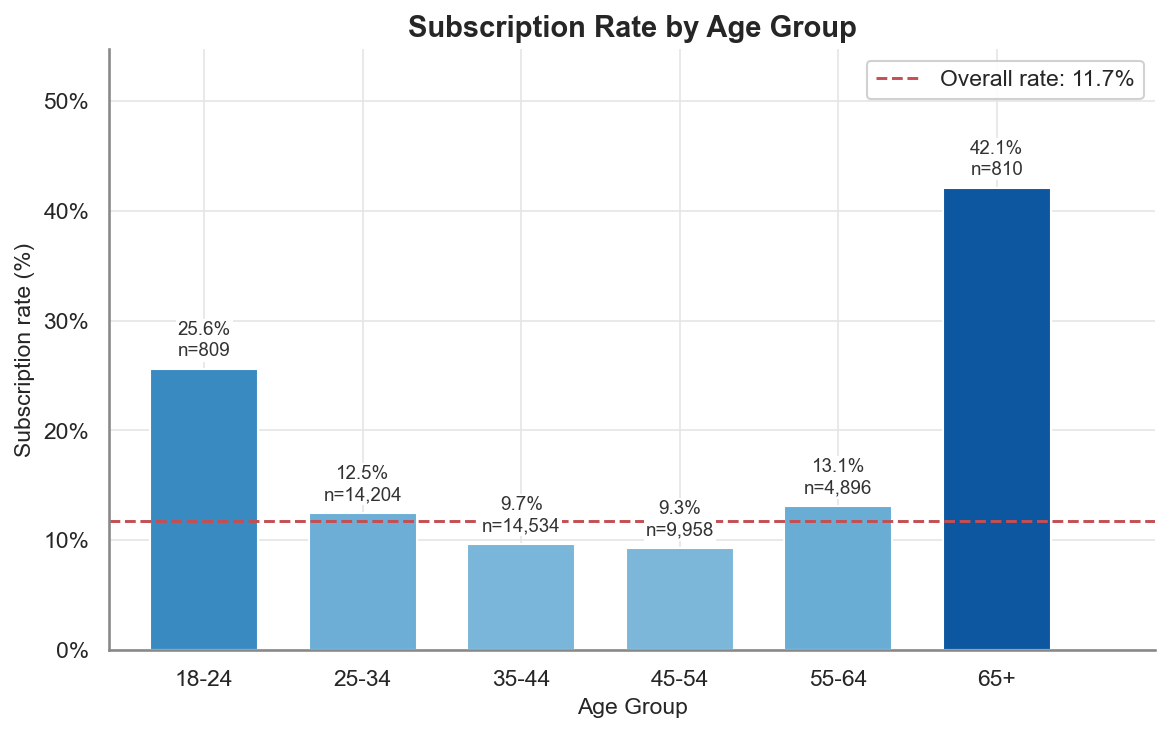 Subscription Rate by Age Group
Overall rate: 11.7%
Subscription rate (%)
50%
40%
30%
20%
10%
0%
25.6%
n=809
12.5%
n=14,204
9.7%
n=14,534
9.3%
n=9,958
13.1%
n=4,896
42.1%
n=810
18-24
25-34
35-44
45-54
55-64
65+
Age Group